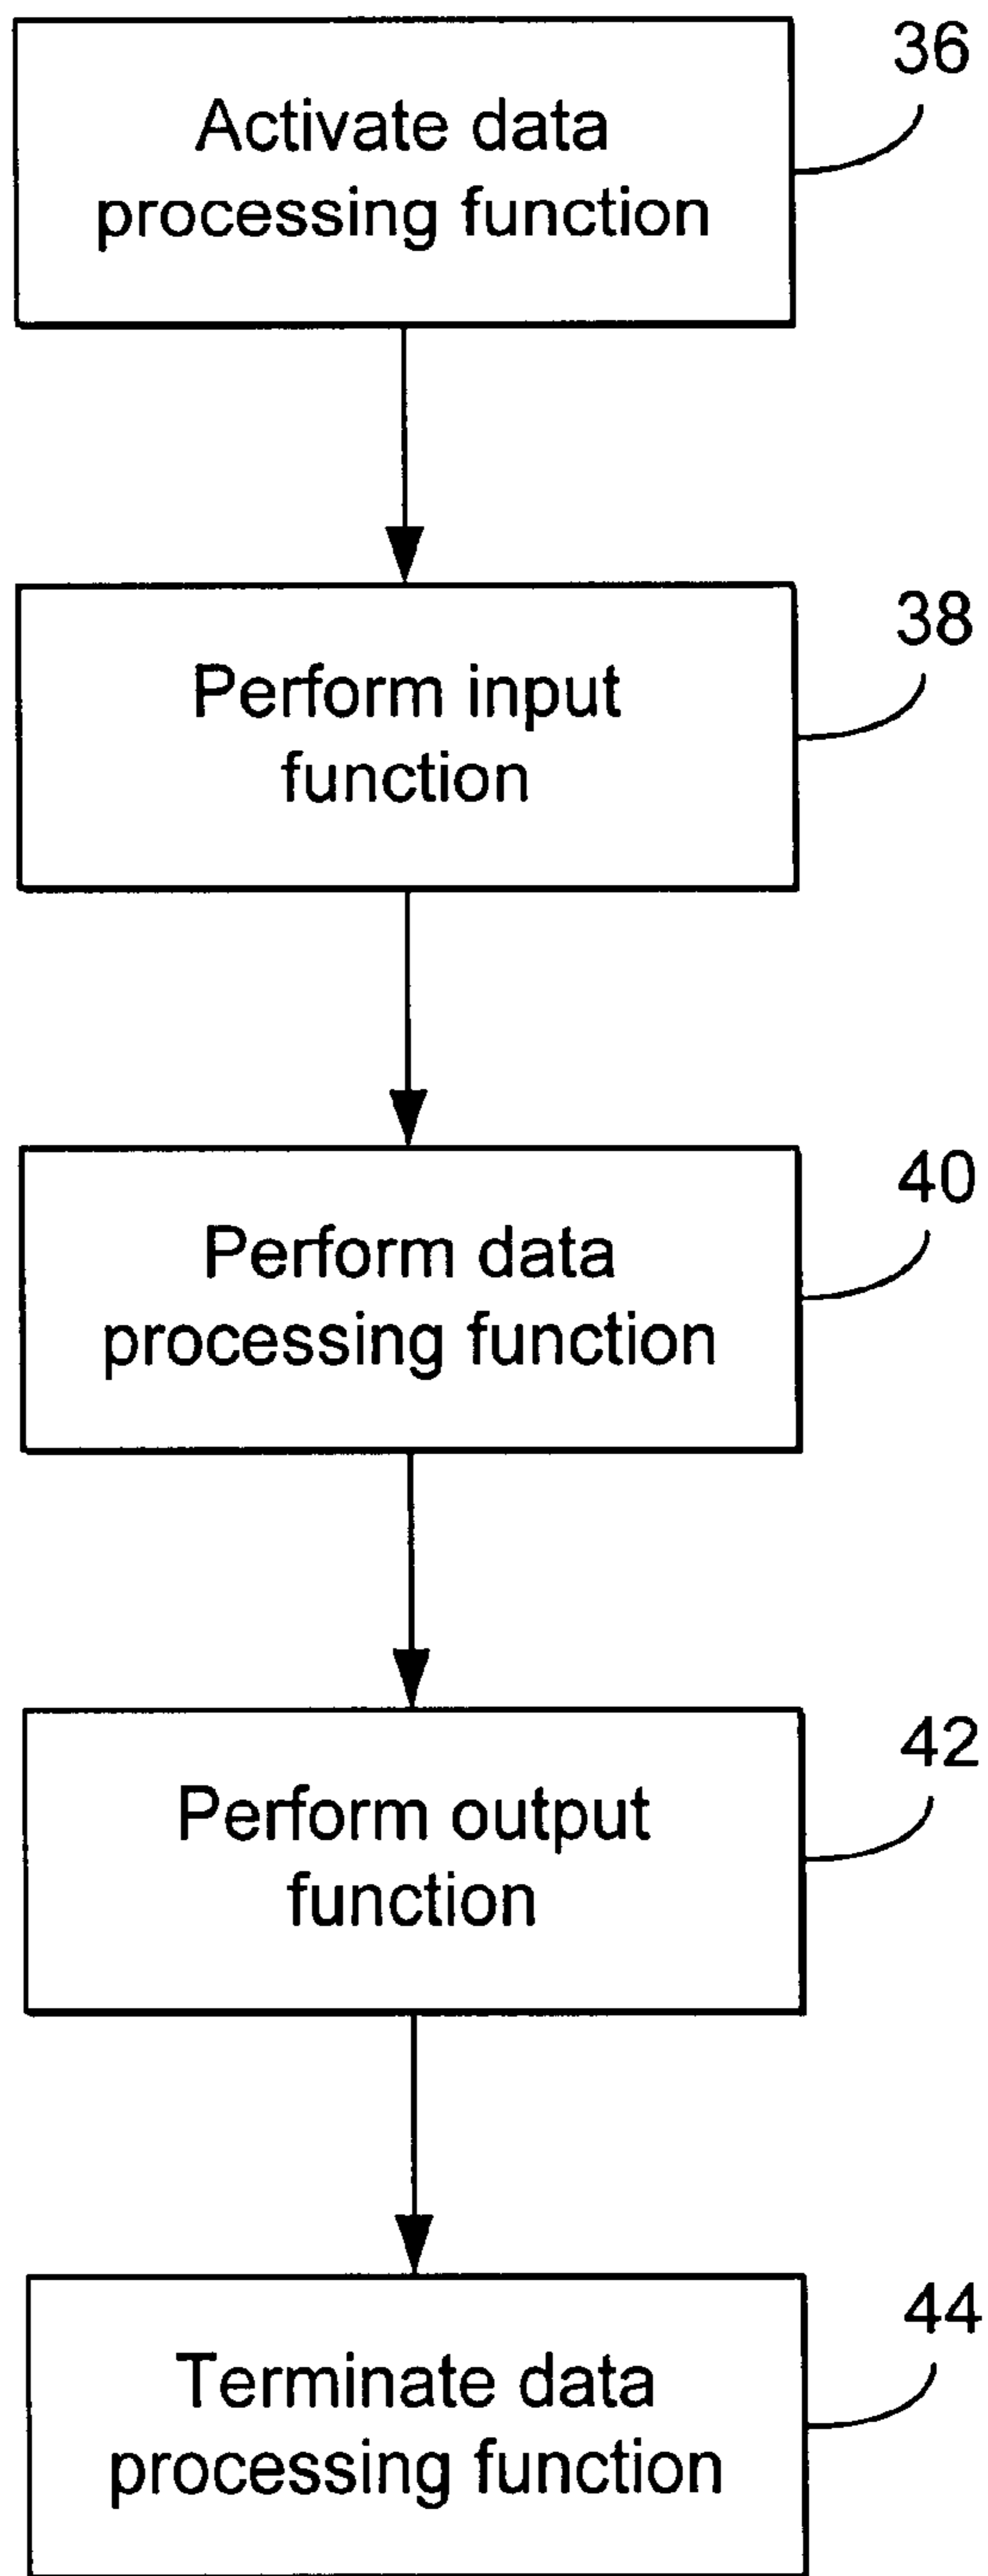 36
Activate data
processing function
38
Perform input
function
40
Perform data
processing function
42
Perform output
function
44
Terminate data
processing function